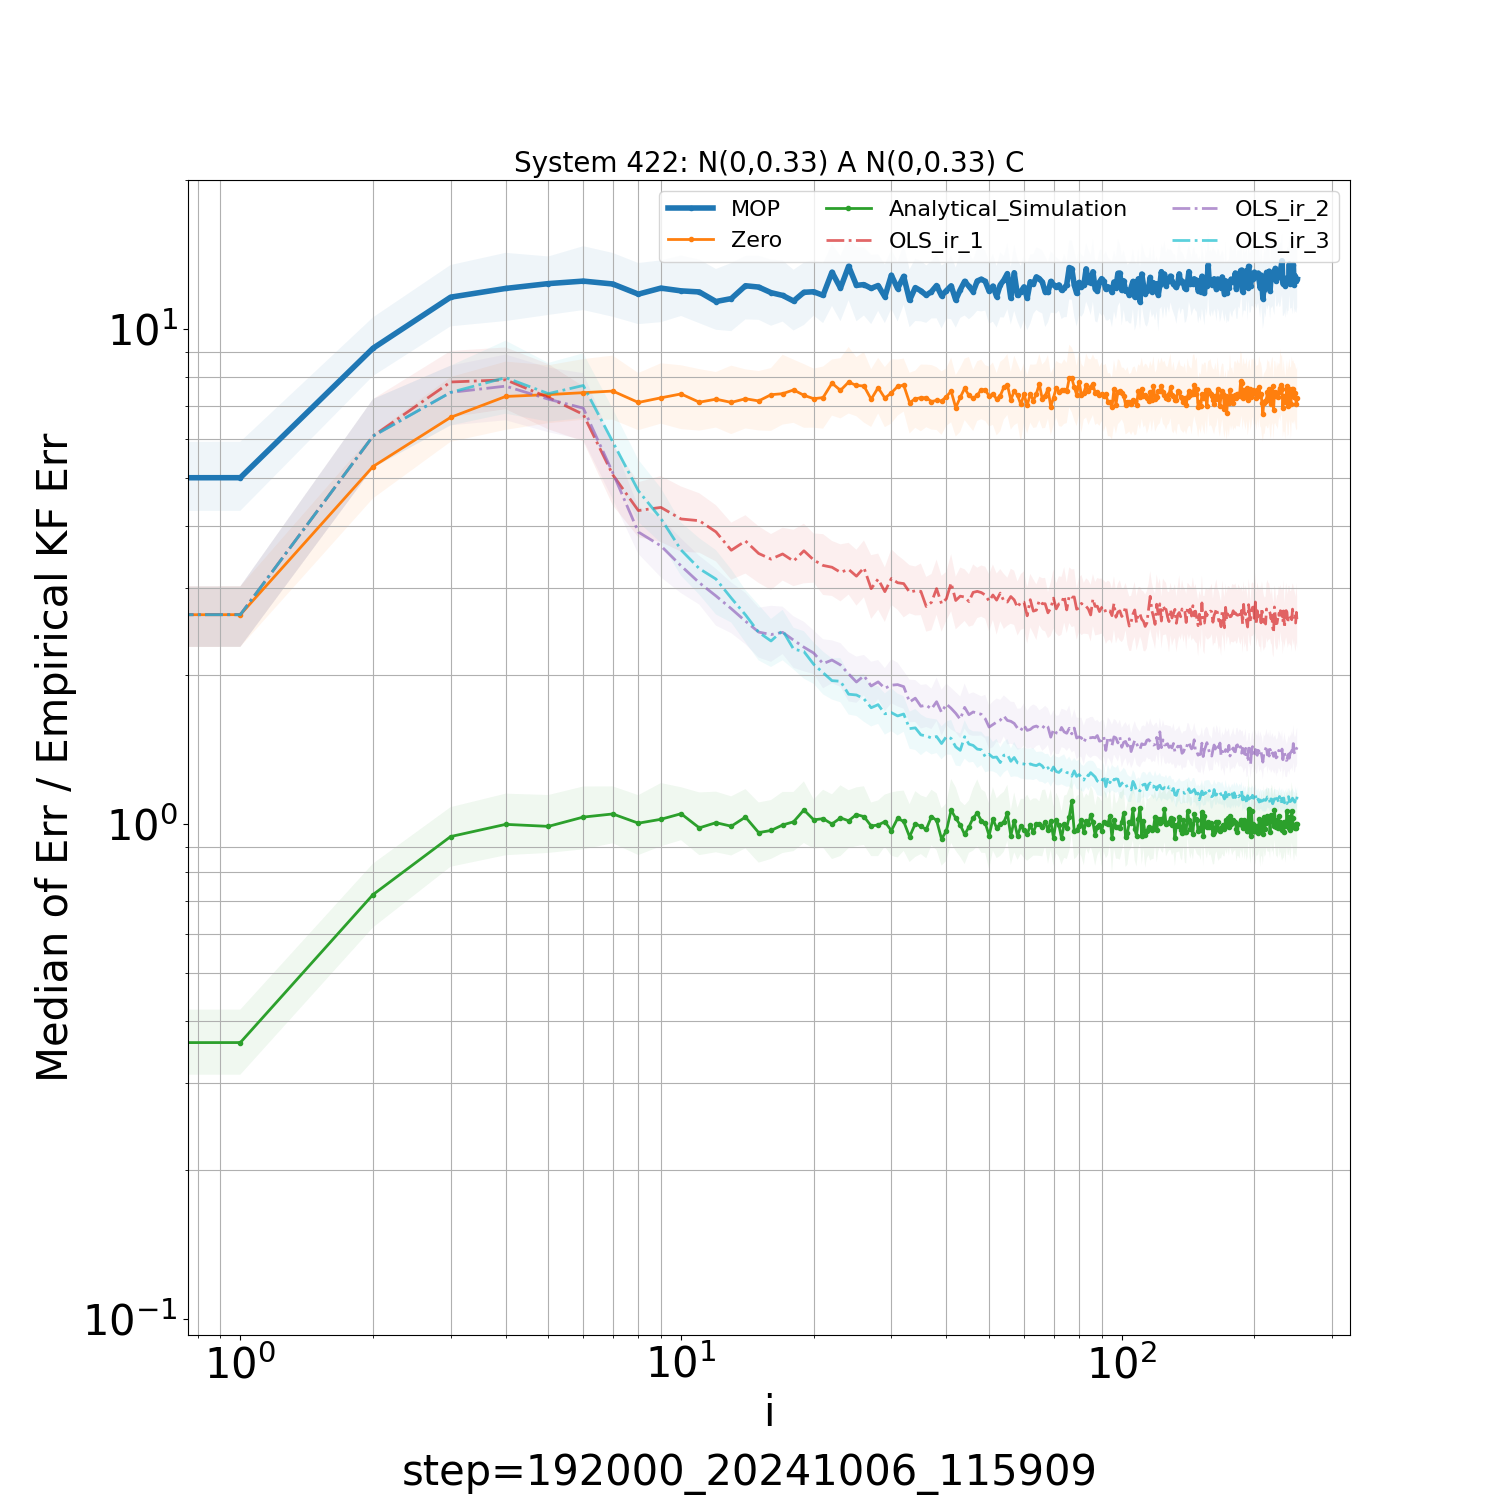 System 422: N(0,0.33) A N(0,0.33) C
MOP
Zero
Analytical_Simulation
OLS_ir_1
OLS_ir_2
OLS_ir_3
Median of Err / Empirical KF Err
10¹
10⁰
10⁻¹
10⁰ 10¹ 10²
i
step=192000_20241006_115909